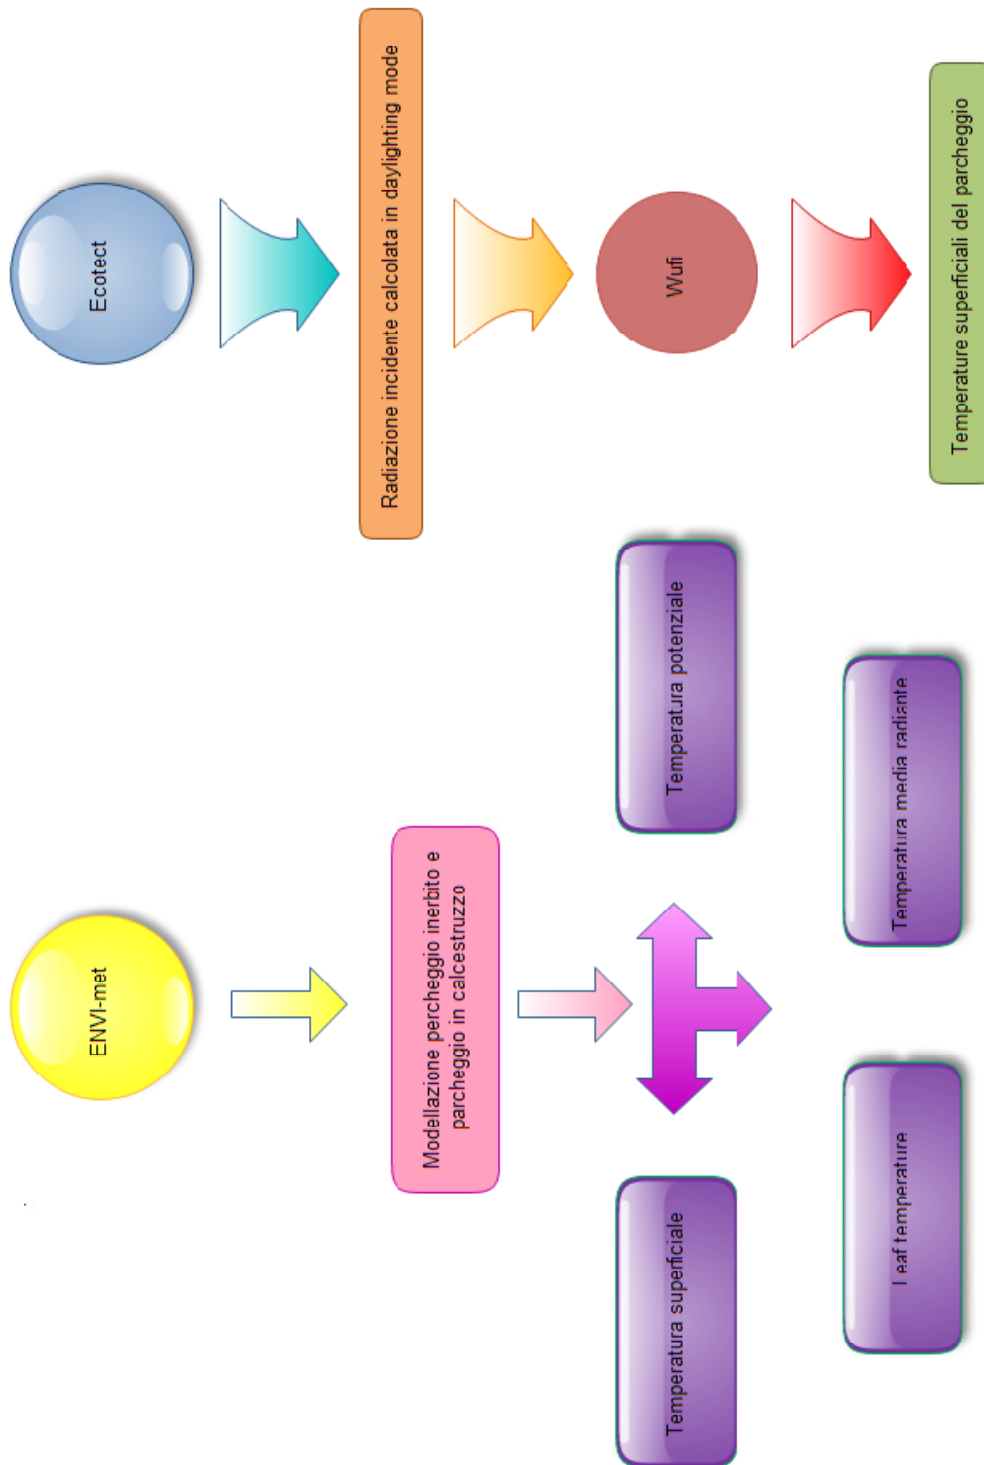 ENVI-met
Modellazione percheggio inerbito e
parcheggio in calcestruzzo
Temperatura superficiale
Temperatura potenziale
Leaf temperature
Temperatura media radiante
Ecotect
Radiazione incidente calcolata in daylighting mode
Wufi
Temperature superficiali del parcheggio